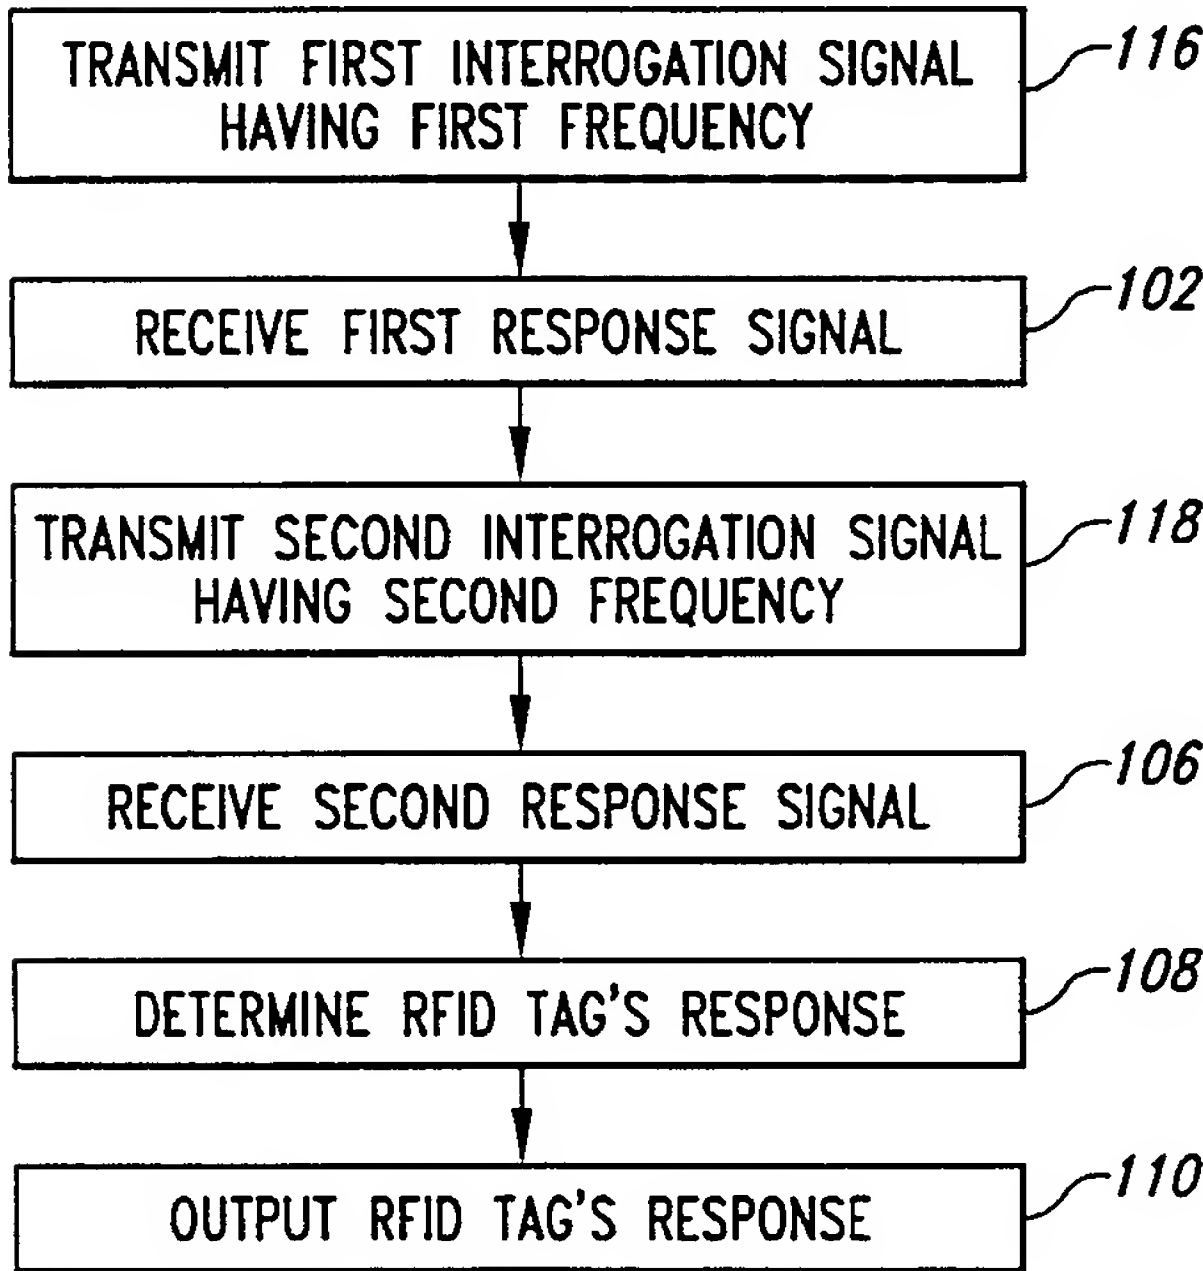 TRANSMIT FIRST INTERROGATION SIGNAL
HAVING FIRST FREQUENCY
116
RECEIVE FIRST RESPONSE SIGNAL
102
TRANSMIT SECOND INTERROGATION SIGNAL
HAVING SECOND FREQUENCY
118
RECEIVE SECOND RESPONSE SIGNAL
106
DETERMINE RFID TAG'S RESPONSE
108
OUTPUT RFID TAG'S RESPONSE
110